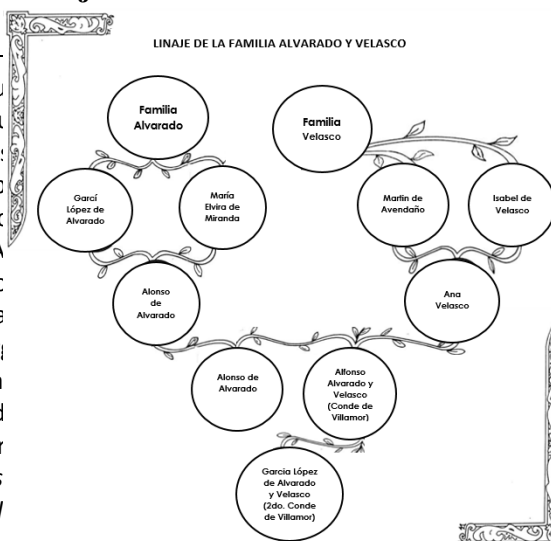 LINAJE DE LA FAMILIA ALVARADO Y VELASCO
Familia
Alvarado
Familia
Velasco
Garcí
López de
Alvarado
María
Elvira de
Miranda
Martin de
Avendaño
Isabel de
Velasco
Alonso
de
Alvarado
Ana
Velasco
Alonso de
Alvarado
Alfonso
Alvarado y
Velasco
(Conde de
Villamor)
Garcia López
de Alvarado
y Velasco
(2do. Conde
de Villamor)